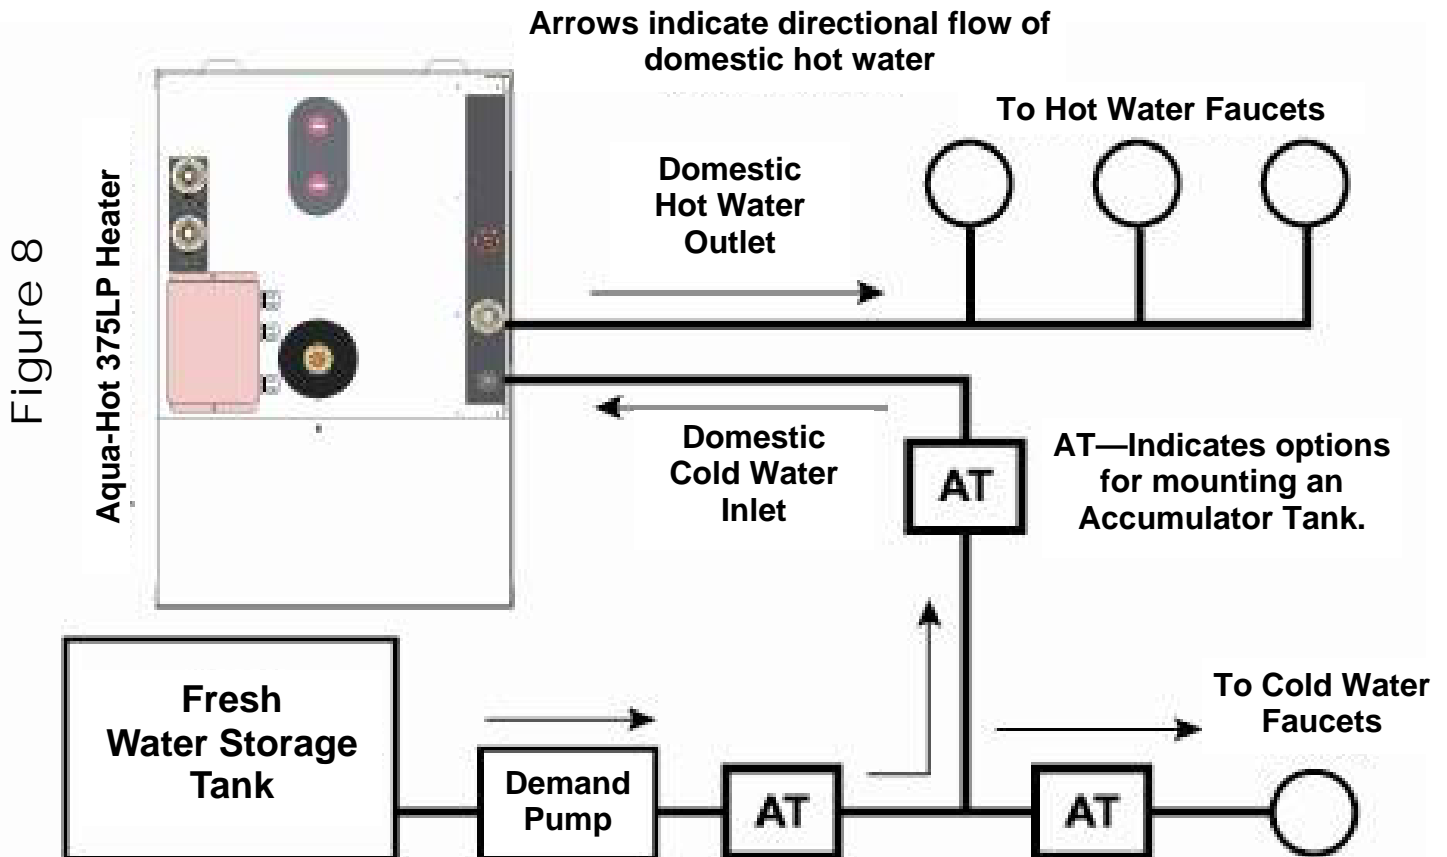 Arrows indicate directional flow of
domestic hot water
To Hot Water Faucets
Domestic
Hot Water
Outlet
Figure 8
Aqua-Hot 375LP Heater
Domestic
Cold Water
Inlet
AT
AT—Indicates options
for mounting an
Accumulator Tank.
Fresh
Water Storage
Tank
Demand
Pump
AT
AT
To Cold Water
Faucets